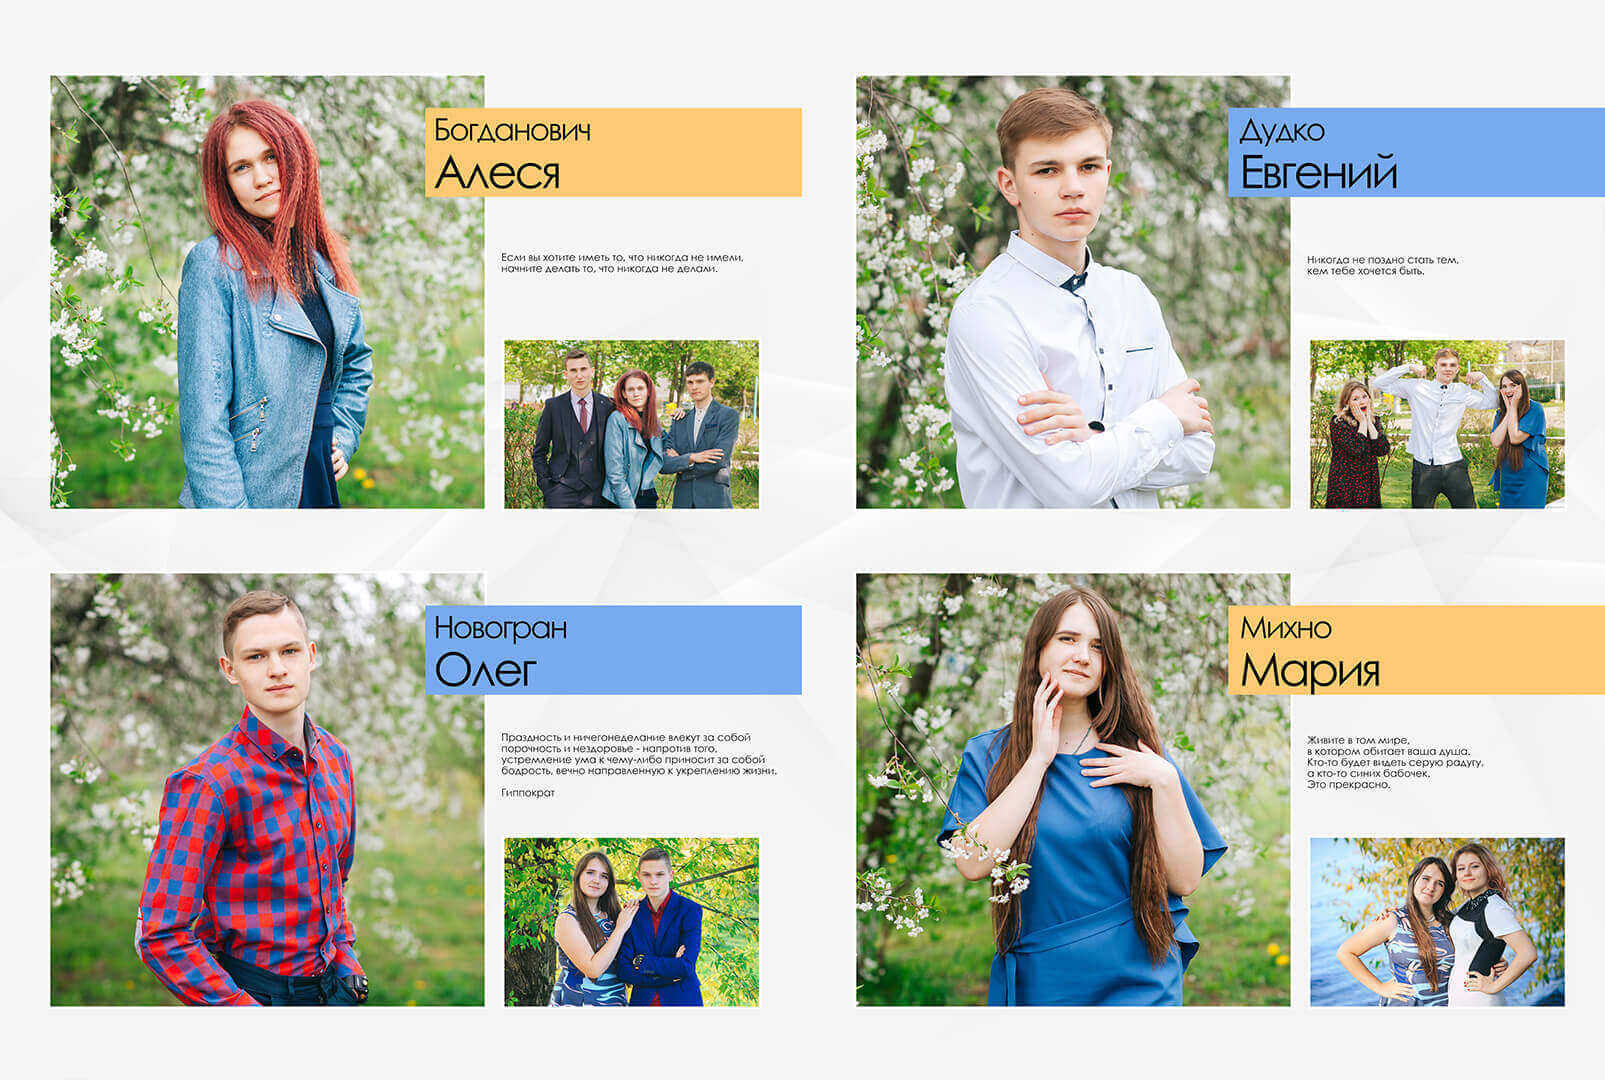 Богданович
Алеся
Если вы хотите иметь то, что никогда не имели,
начните делать то, что никогда не делали.
Дудко
Евгений
Никогда не поздно стать тем,
кем тебе хочется быть.
Новогран
Олег
Праздность и ничегонеделание влекут за собой
порочность и нездоровье - напротив того,
устремление ума к чему-либо приносит за собой
бодрость, вечно направленную к укреплению жизни.
Гиппократ
Михно
Мария
Живите в том мире,
в котором обитает ваша душа.
Кто-то будет видеть серую радугу,
а кто-то синих бабочек.
Это прекрасно.